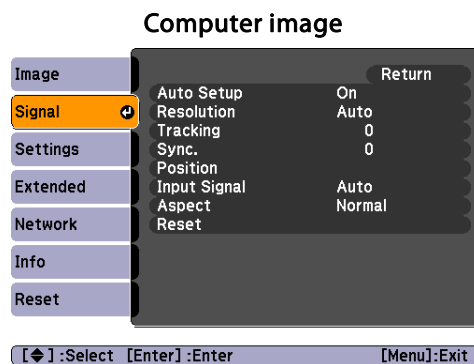 Computer image
Image
Signal
Settings
Extended
Network
Info
Reset
Return
Auto Setup On
Resolution Auto
Tracking 0
Sync. 0
Position
Input Signal Auto
Aspect Normal
Reset
[◆] :Select [Enter] :Enter [Menu]:Exit